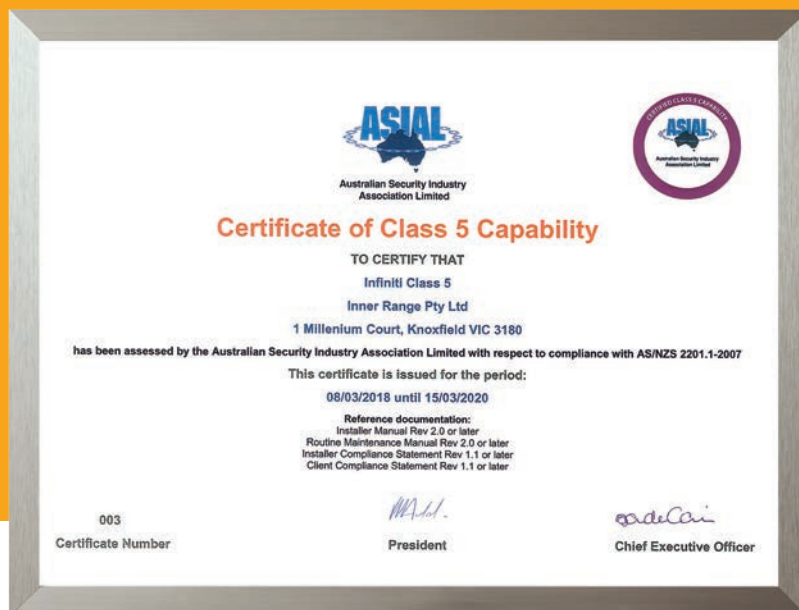 ASIAL
Australian Security Industry
Association Limited
CERTIFIED CLASS 5 CAPABILITY
ASIAL
Australian Security Industry
Association Limited
Certificate of Class 5 Capability
TO CERTIFY THAT
Infiniti Class 5
Inner Range Pty Ltd
1 Millenium Court, Knoxfield VIC 3180
has been assessed by the Australian Security Industry Association Limited with respect to compliance with AS/NZS 2201.1-2007
This certificate is issued for the period:
08/03/2018 until 15/03/2020
Reference documentation:
Installer Manual Rev 2.0 or later
Routine Maintenance Manual Rev 2.0 or later
Installer Compliance Statement Rev 1.1 or later
Client Compliance Statement Rev 1.1 or later
003
Certificate Number
President
Chief Executive Officer